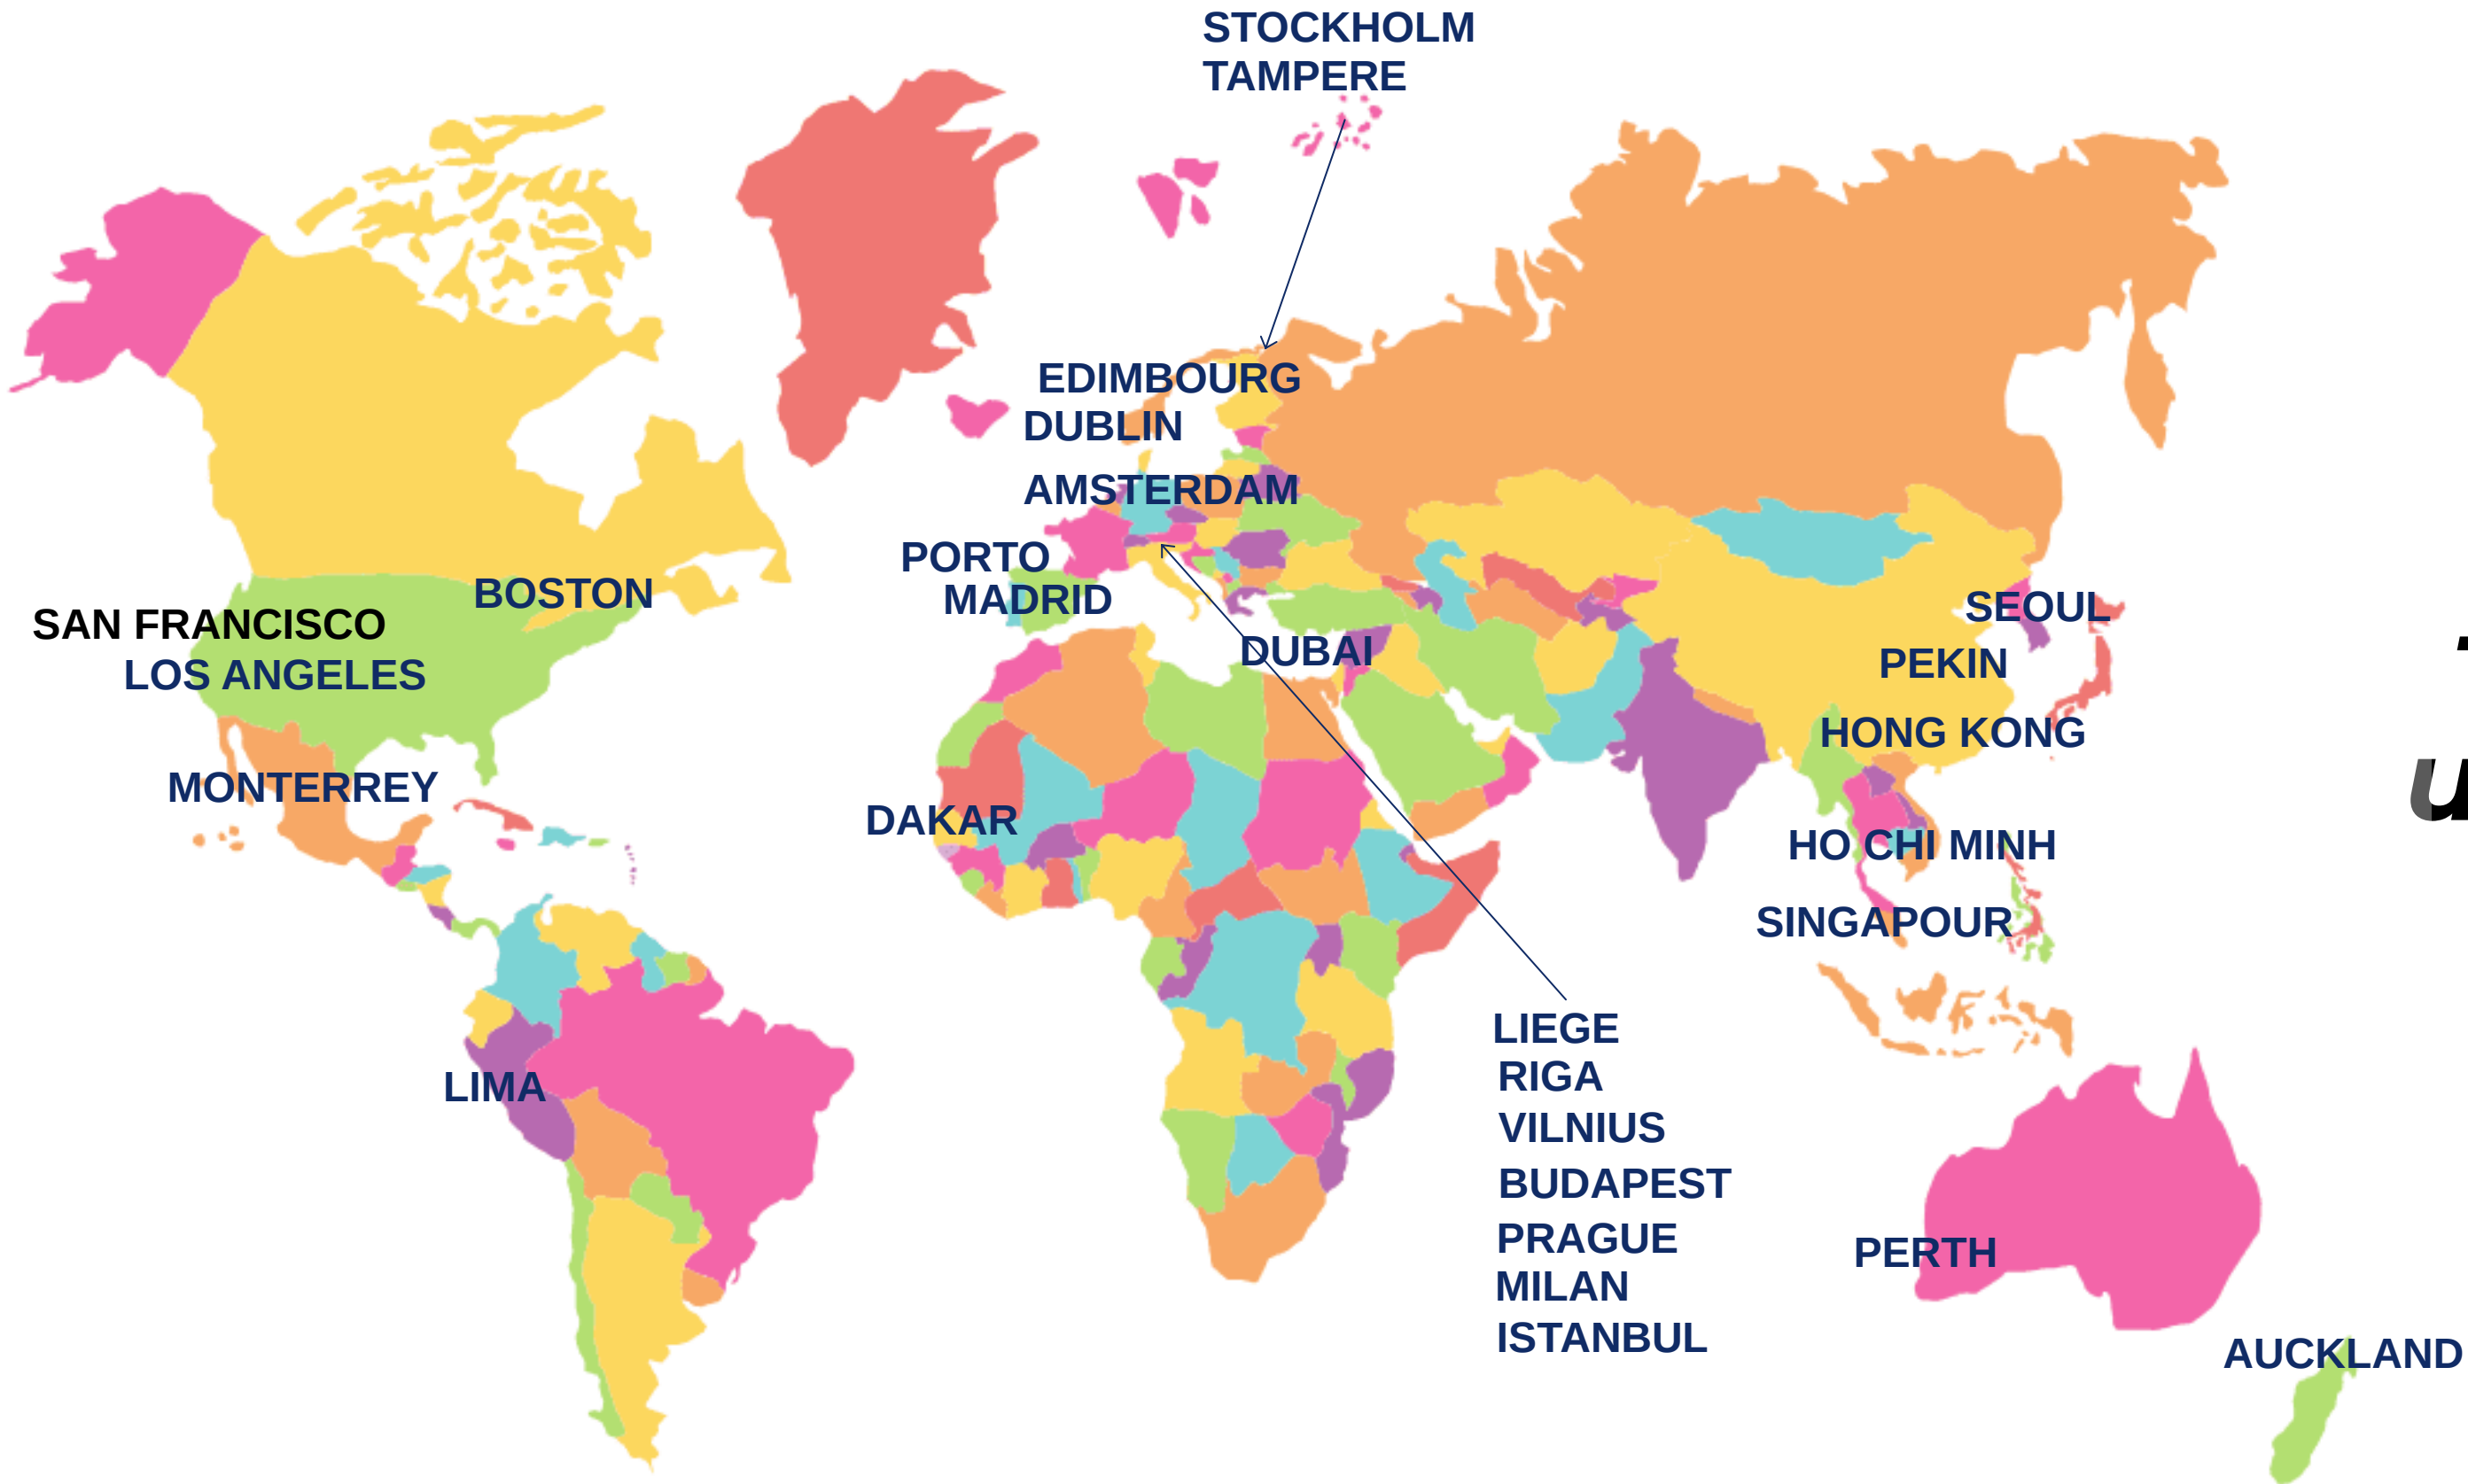 STOCKHOLM
TAMPERE
EDIMBOURG
DUBLIN
AMSTERDAM
PORTO
MADRID
BOSTON
SAN FRANCISCO
LOS ANGELES
MONTERREY
DUBAI
SEOUL
PEKIN
HONG KONG
DAKAR
HO CHI MINH
SINGAPOUR
LIMA
LIEGE
RIGA
VILNIUS
BUDAPEST
PRAGUE
MILAN
ISTANBUL
PERTH
AUCKLAND